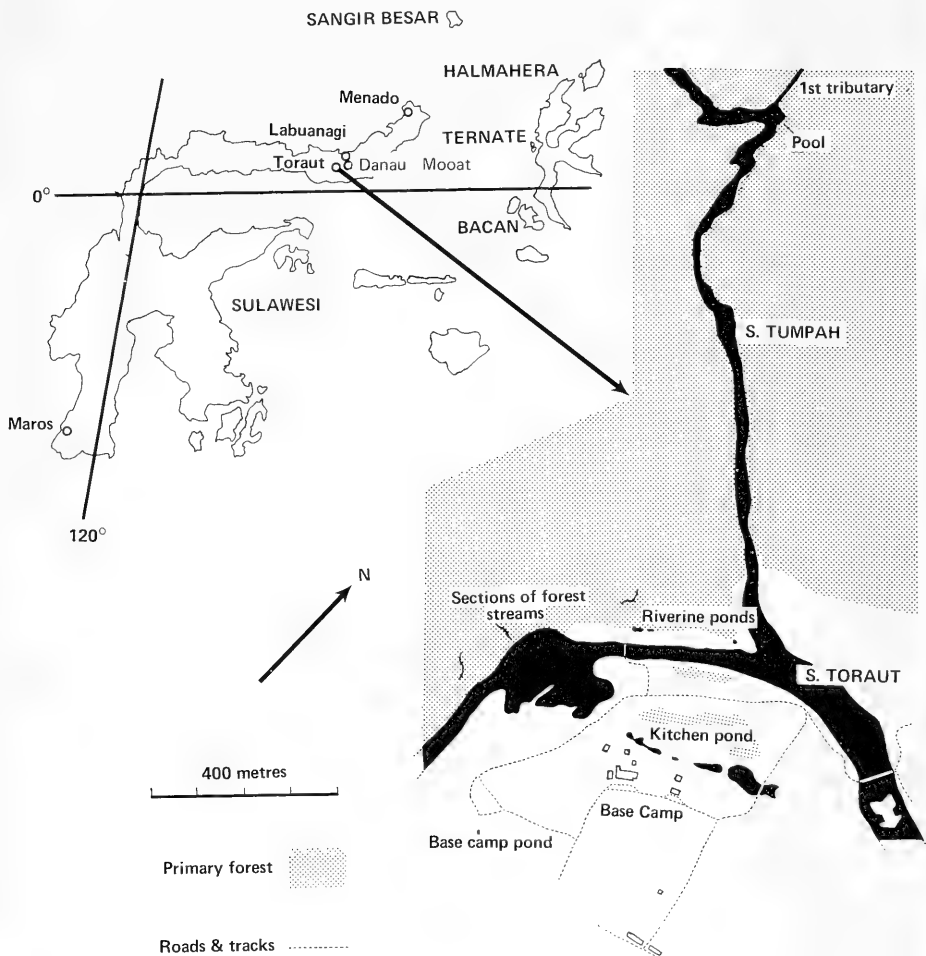 SANGIR BESAR
HALMAHERA
Menado
1st tributary
Labuanagi
TERNATE
Pool
Toraut
Danau Mooat
0°
BACAN
SULAWESI
S. TUMPAH
Maros
120°
N
Sections of forest
streams
Riverine ponds
S. TORAUT
Kitchen pond.
400 metres
Base Camp
Base camp pond
Primary forest
Roads & tracks